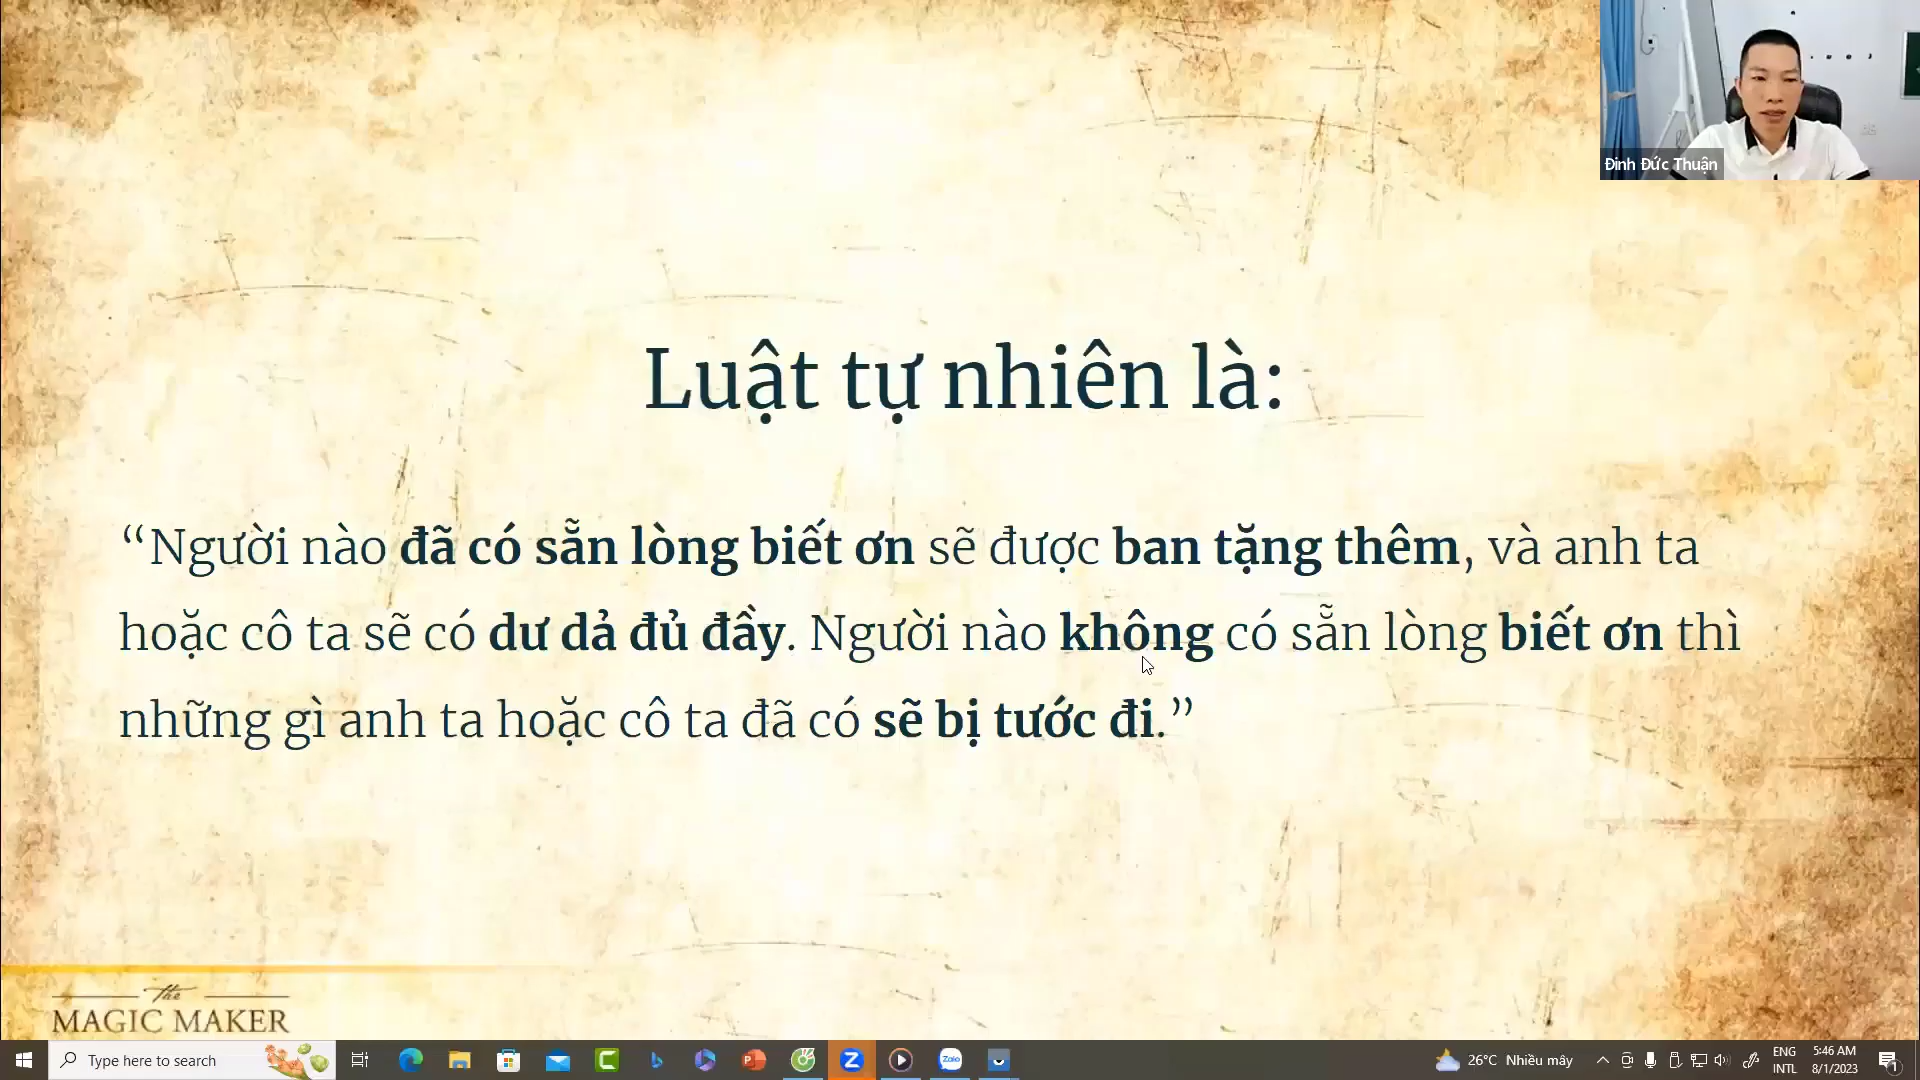 Đinh Đức Thuận
Luật tự nhiên là:
“Người nào đã có sẵn lòng biết ơn sẽ được ban tặng thêm, và anh ta
hoặc cô ta sẽ có dư dả đủ đầy. Người nào không có sẵn lòng biết ơn thì
những gì anh ta hoặc cô ta đã có sẽ bị tước đi.”
the
MAGIC MAKER
Type here to search
Zalo
26°C Nhiều mây
ENG
INTL
5:46 AM
8/1/2023
1